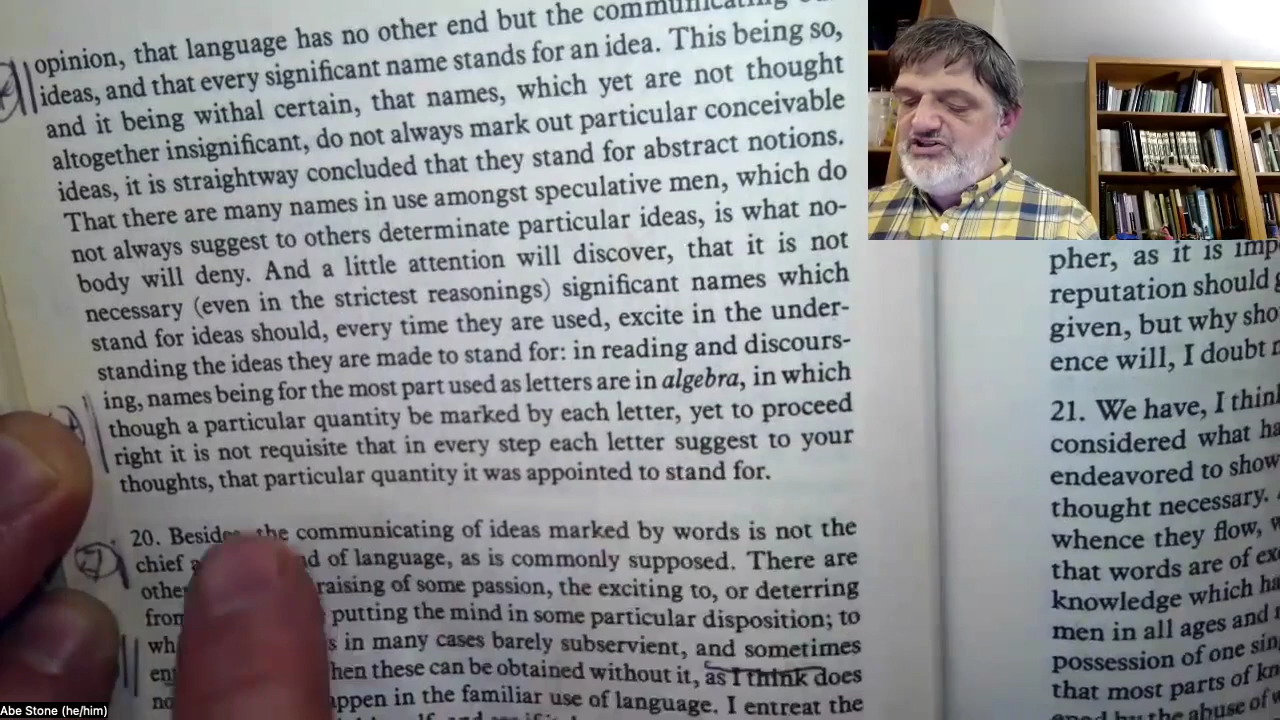 opinion, that language has no other end but the communicating
ideas, and that every significant name stands for an idea. This being so,
and it being withal certain, that names, which yet are not thought
altogether insignificant, do not always mark out particular conceivable
ideas, it is straightway concluded that they stand for abstract notions.
That there are many names in use amongst speculative men, which do
not always suggest to others determinate particular ideas, is what no-
body will deny. And a little attention will discover, that it is not
necessary (even in the strictest reasonings) significant names which
stand for ideas should, every time they are used, excite in the under-
standing the ideas they are made to stand for: in reading and discours-
ing, names being for the most part used as letters are in algebra, in which
though a particular quantity be marked by each letter, yet to proceed
right it is not requisite that in every step each letter suggest to your
thoughts, that particular quantity it was appointed to stand for.
20. Besides, the communicating of ideas marked by words is not the
chief of language, as is commonly supposed. There are
raising of some passion, the exciting to, or deterring
putting the mind in some particular disposition; to
in many cases barely subservient, and sometimes
these can be obtained without it, as I think does
in the familiar use of language. I entreat the
pher, as it is
reputation should
given, but why
ence will, I doubt
21. We have, I
considered what
endeavored to show
thought necessary.
whence they flow,
that words are of
knowledge which
men in all ages and
possession of one
that most parts of
by the abuse of
Abe Stone (he/him)